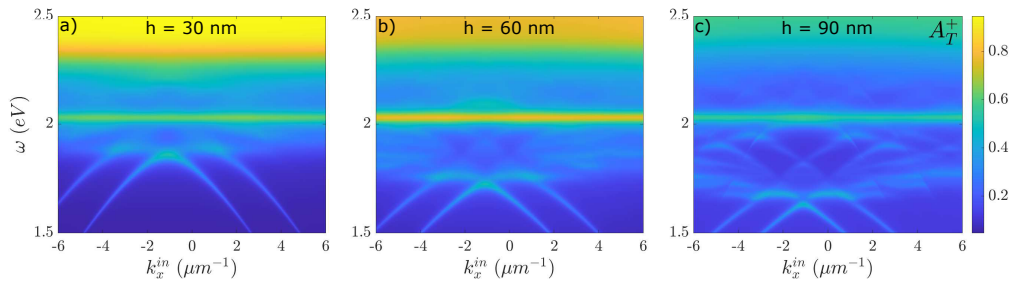 a) h = 30 nm
b) h = 60 nm
c) h = 90 nm
A_T^+
2.5
2
1.5
ω (eV)
-6 -4 -2 0 2 4 6
k_x^{in} (μm^{-1})
2.5
2
1.5
-6 -4 -2 0 2 4 6
k_x^{in} (μm^{-1})
2.5
2
1.5
-6 -4 -2 0 2 4 6
k_x^{in} (μm^{-1})
0.8
0.6
0.4
0.2